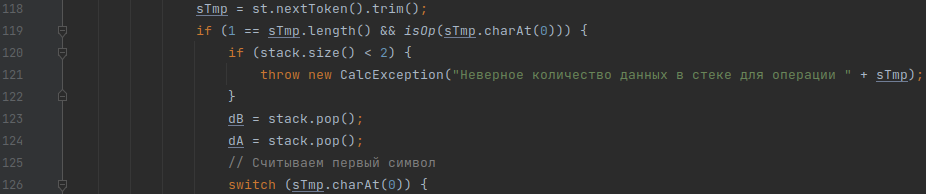 118 sTmp = st.nextToken().trim();
119 if (1 == sTmp.length() && isOp(sTmp.charAt(0))) {
120 if (stack.size() < 2) {
121 throw new CalcException("Неверное количество данных в стеке для операции " + sTmp);
122 }
123 dB = stack.pop();
124 dA = stack.pop();
125 // Считываем первый символ
126 switch (sTmp.charAt(0)) {